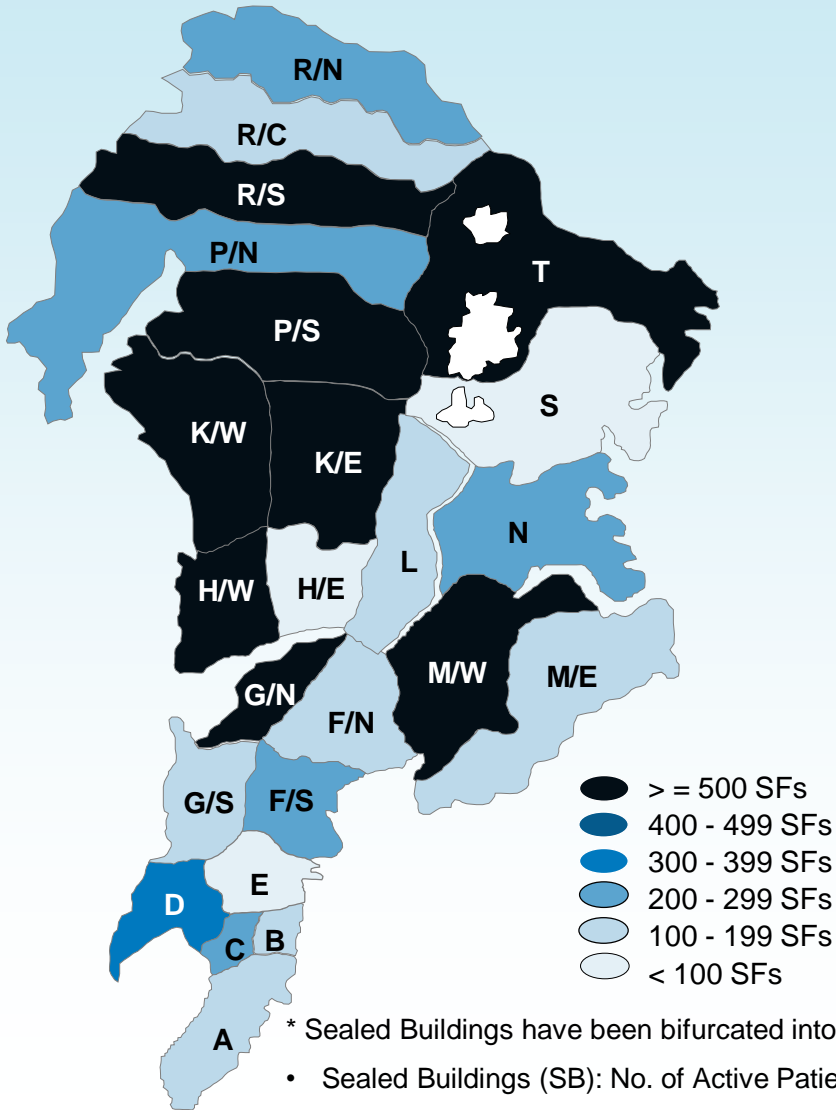 R/N
R/C
R/S
P/N
T
P/S
S
K/W
K/E
N
L
H/W
H/E
M/W
M/E
G/N
F/N
G/S
F/S
> = 500 SFs
400 - 499 SFs
300 - 399 SFs
200 - 299 SFs
100 - 199 SFs
< 100 SFs
E
D
B
C
A
* Sealed Buildings have been bifurcated into
• Sealed Buildings (SB): No. of Active Patie